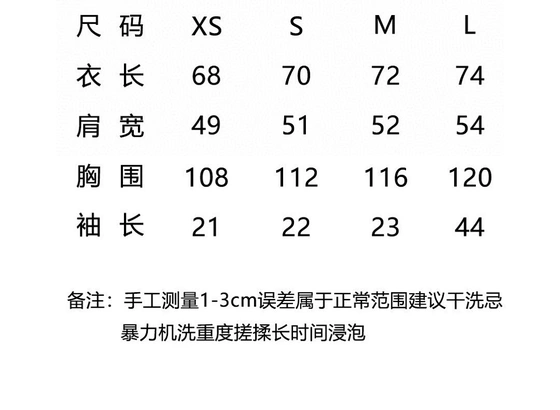 尺 码 XS S M L
衣 长 68 70 72 74
肩 宽 49 51 52 54
胸 围 108 112 116 120
袖 长 21 22 23 44
备注：手工测量1-3cm误差属于正常范围建议干洗忌
暴力机洗重度搓揉长时间浸泡